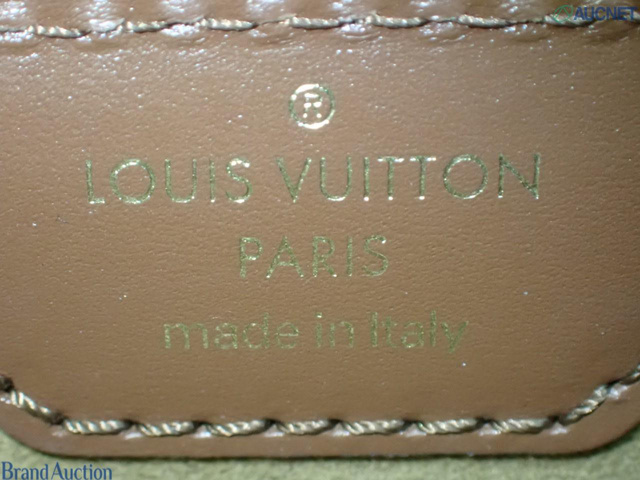 AUCNET
®
LOUIS VUITTON
PARIS
made in Italy
Brand Auction